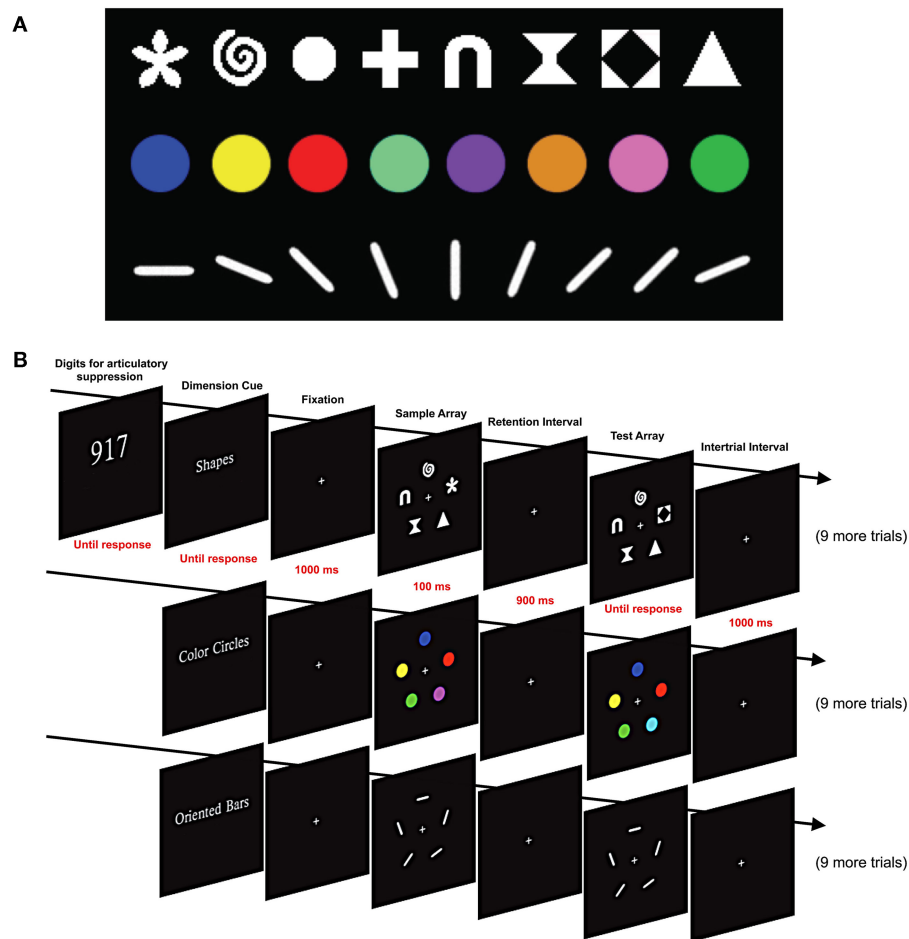 A
B
Digits for articulatory
suppression
Dimension Cue
Fixation
Sample Array
Retention Interval
Test Array
Intertrial Interval
917
Shapes
(9 more trials)
Until response
Until response
1000 ms
100 ms
900 ms
Until response
1000 ms
Color Circles
(9 more trials)
Oriented Bars
(9 more trials)